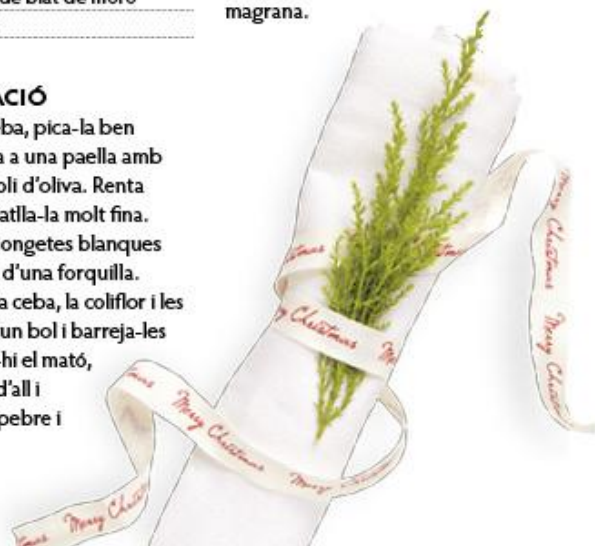 de blat de moro
magrana.
ACIÓ
ba, pica-la ben
a a una paella amb
oli d'oliva. Renta
atlla-la molt fina.
ongetes blanques
d'una forquilla.
a ceba, la coliflor i les
un bol i barreja-les
-hi el mató,
d'all i
pebre i
Merry Christmas
Merry Christmas
Christmas
Merry Christmas
Merry
Merry Christmas